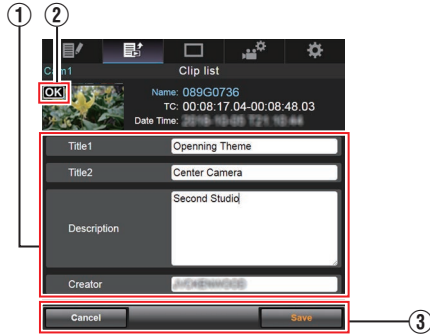 ① ②
Cam1 Clip list
OK
Name: 089G0736
TC: 00:08:17.04-00:08:48.03
Date Time:
Title1 Openning Theme
Title2 Center Camera
Description Second Studio
Creator
Cancel Save
③